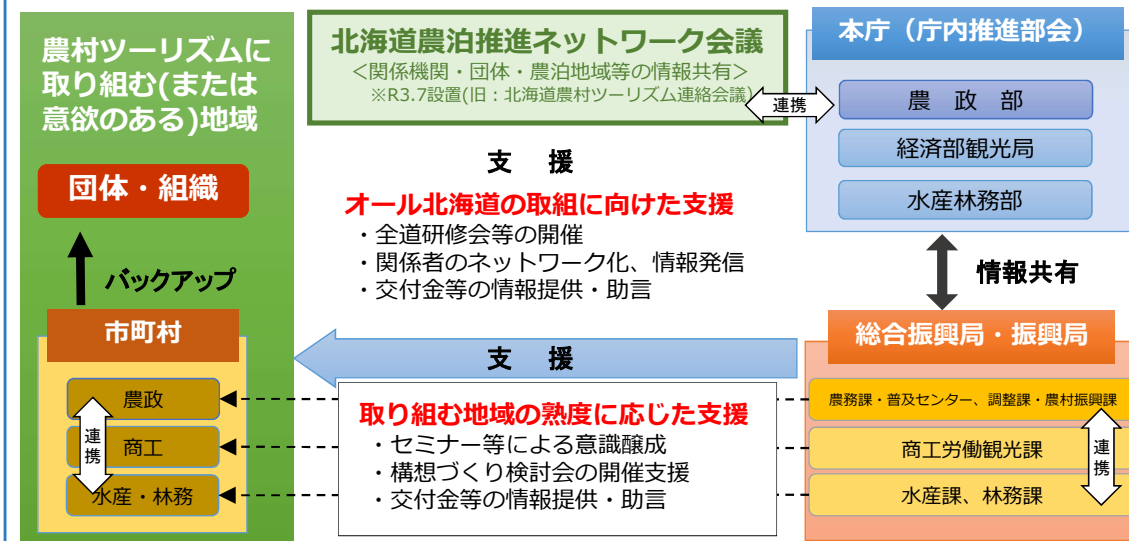 農村ツーリズムに
取り組む(または
意欲のある)地域
団体・組織
バックアップ
市町村
農政
商工
水産・林務
連携
北海道農泊推進ネットワーク会議
＜関係機関・団体・農泊地域等の情報共有＞
※R3.7設置(旧：北海道農村ツーリズム連絡会議)
連携
支　援
オール北海道の取組に向けた支援
・全道研修会等の開催
・関係者のネットワーク化、情報発信
・交付金等の情報提供・助言
支　援
取り組む地域の熟度に応じた支援
・セミナー等による意識醸成
・構想づくり検討会の開催支援
・交付金等の情報提供・助言
本庁（庁内推進部会）
農　政　部
経済部観光局
水産林務部
情報共有
総合振興局・振興局
農務課・普及センター、調整課・農村振興課
商工労働観光課
水産課、林務課
連携